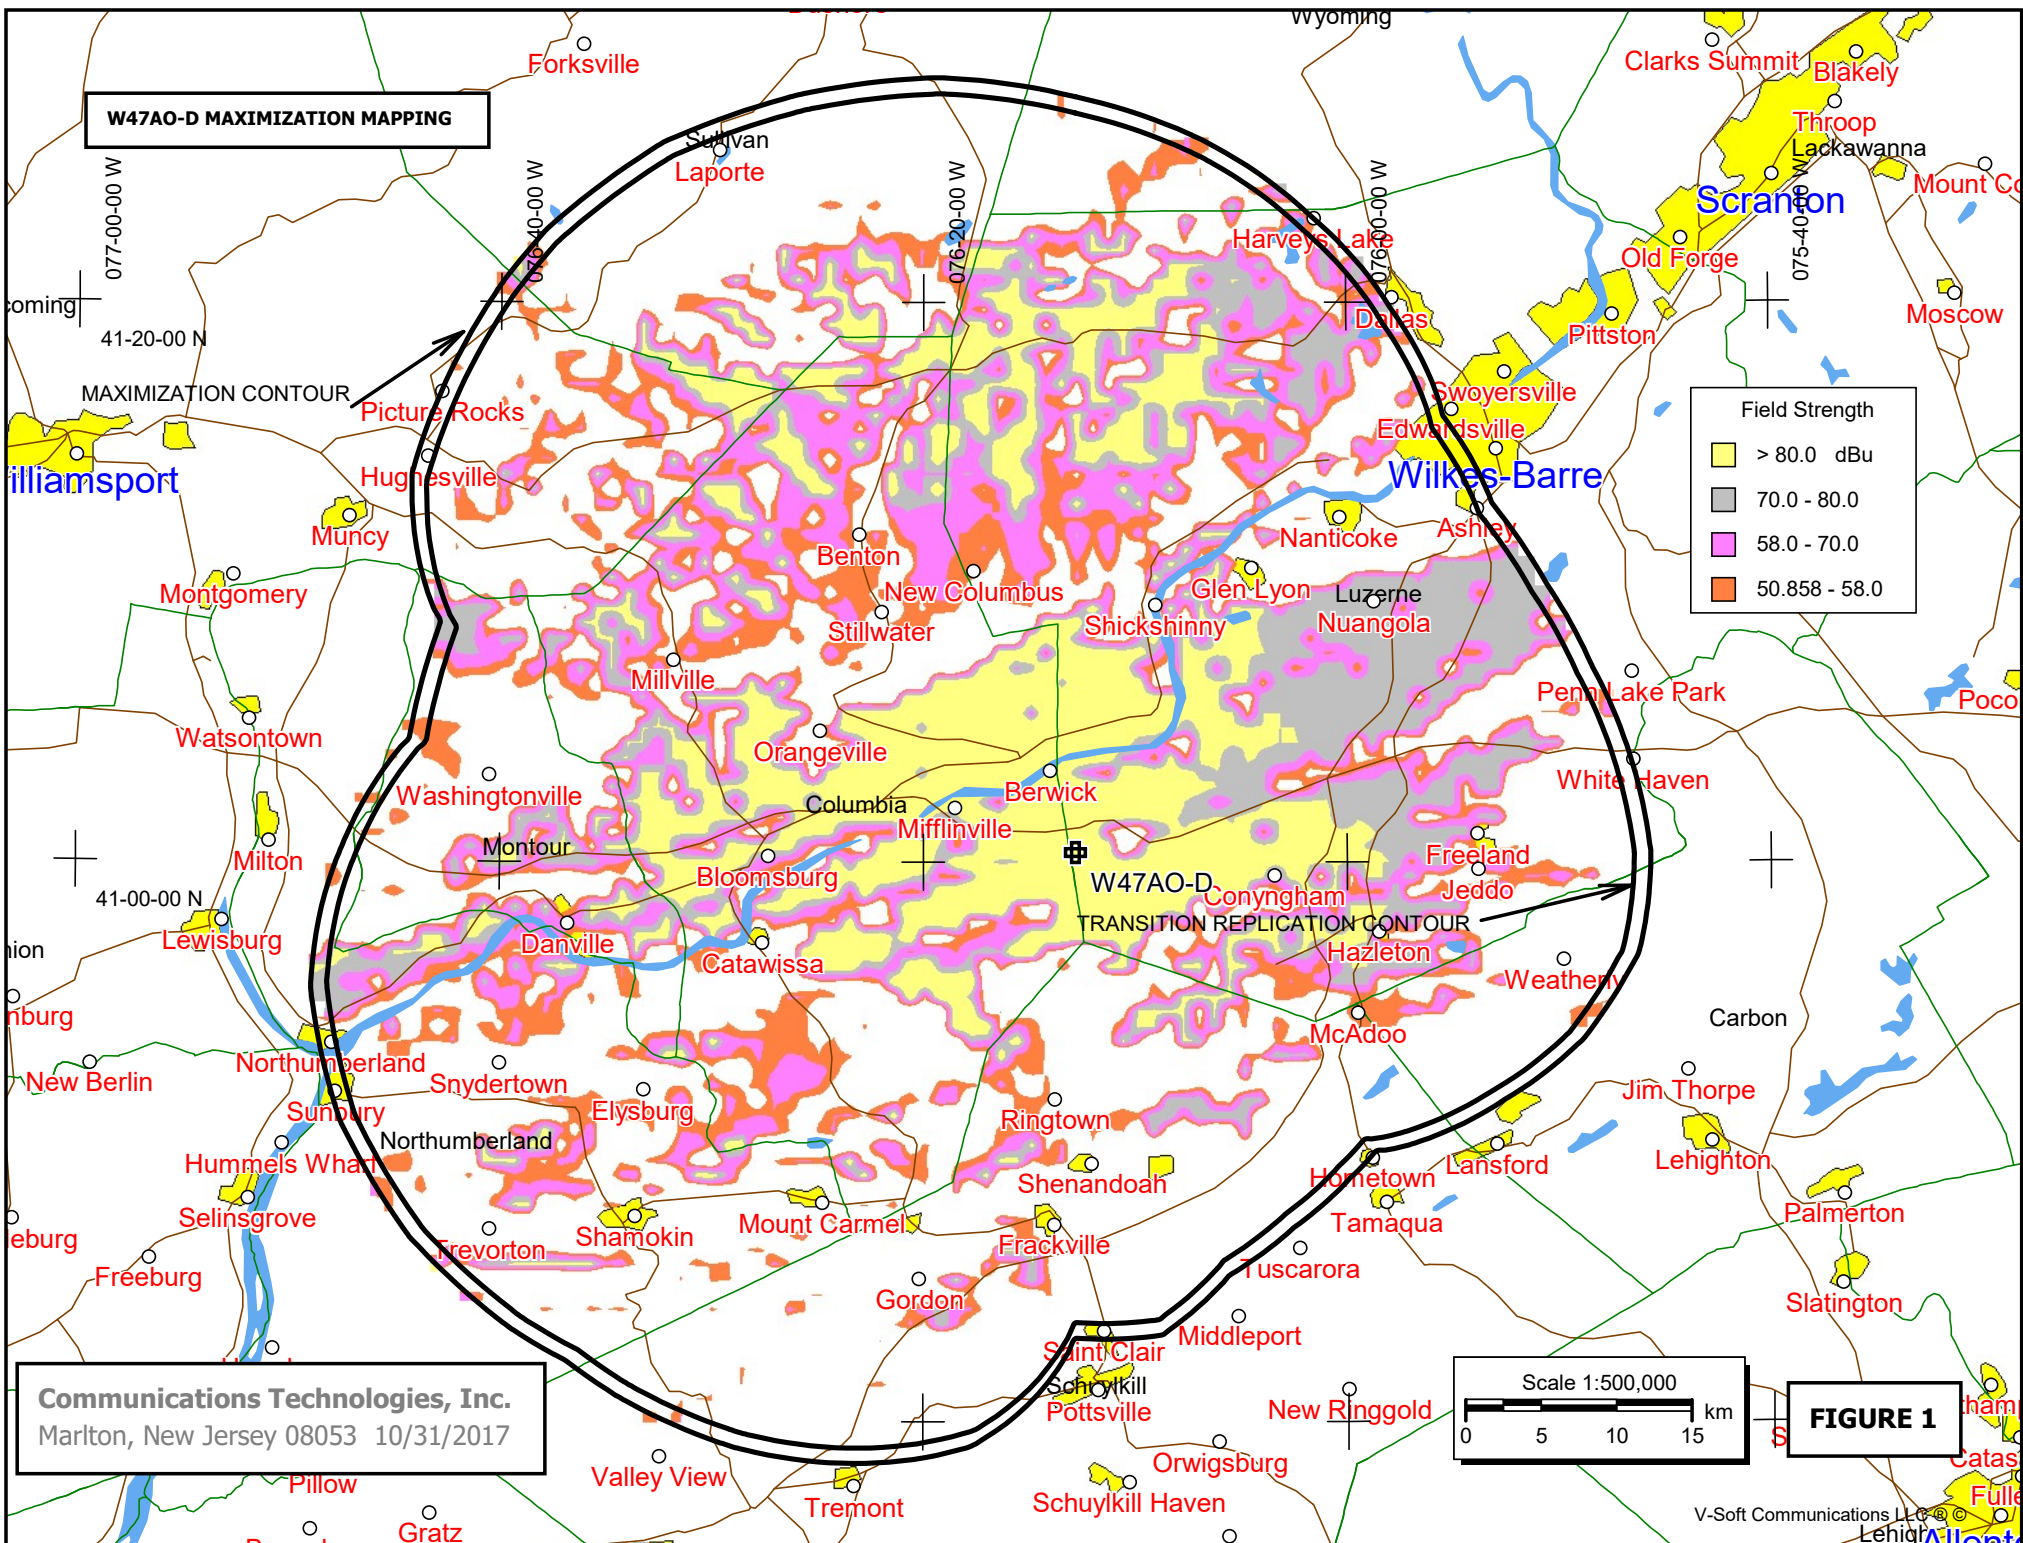 Wyoming
Forksville
Clarks Summit
Blakely
W47AO-D MAXIMIZATION MAPPING
Throop
Sullivan
Lackawanna
Laporte
077-00-00 W
076-40-00 W
076-20-00 W
076-00-00 W
075-40-00 W
Scranton
Harveys Lake
Old Forge
Moscow
41-20-00 N
Dallas
Pittston
MAXIMIZATION CONTOUR
Picture Rocks
Swoyersville
Edwardsville
Field Strength
> 80.0 dBu
70.0 - 80.0
58.0 - 70.0
50.858 - 58.0
Hughesville
Wilkes-Barre
Muncy
Benton
Nanticoke
Ashley
Montgomery
New Columbus
Glen Lyon
Luzerne
Stillwater
Shickshinny
Nuangola
Millville
Penn Lake Park
Watsontown
Orangeville
White Haven
Washingtonville
Columbia
Berwick
Mifflinville
Montour
Milton
Bloomsburg
W47AO-D
Conyngham
Freeland
Jeddo
41-00-00 N
TRANSITION REPLICATION CONTOUR
Lewisburg
Danville
Catawissa
Hazleton
Weatherly
McAdoo
Carbon
Northumberland
New Berlin
Snydertown
Jim Thorpe
Sunbury
Elysburg
Ringtown
Northumberland
Hummels Wharf
Hometown
Lansford
Lehighton
Shenandoah
Selinsgrove
Mount Carmel
Tamaqua
Palmerton
Trevorton
Shamokin
Frackville
Freeburg
Tuscarora
Gordon
Slatington
Middleport
Saint Clair
Schuylkill
Pottsville
New Ringgold
Communications Technologies, Inc.
Marlton, New Jersey 08053 10/31/2017
Scale 1:500,000
km
0 5 10 15
FIGURE 1
Valley View
Orwigsburg
Pillow
Tremont
Schuylkill Haven
Gratz
V-Soft Communications LLC ® ©
Lehigh